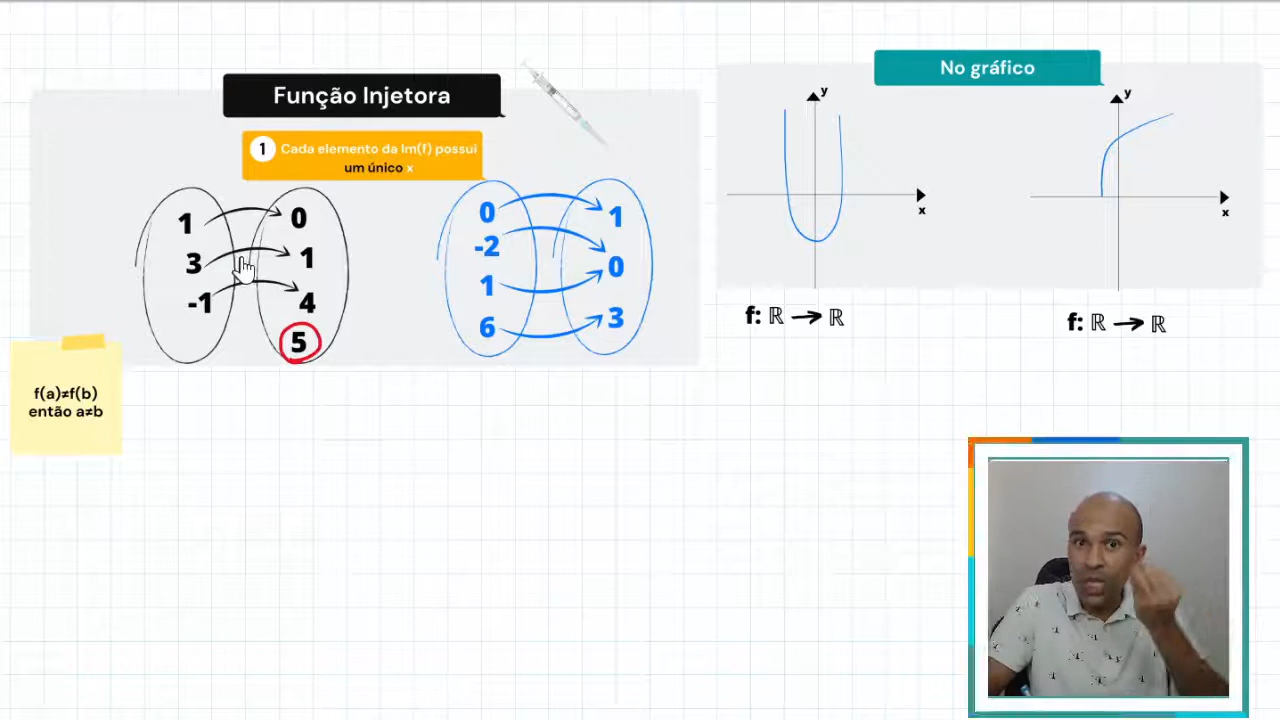 Função Injetora
1 Cada elemento da Im(f) possui
um único x
1
3
-1
0
1
4
5
0
-2
1
6
1
0
3
f(a)≠f(b)
então a≠b
No gráfico
y
x
f: ℝ → ℝ
y
x
f: ℝ → ℝ